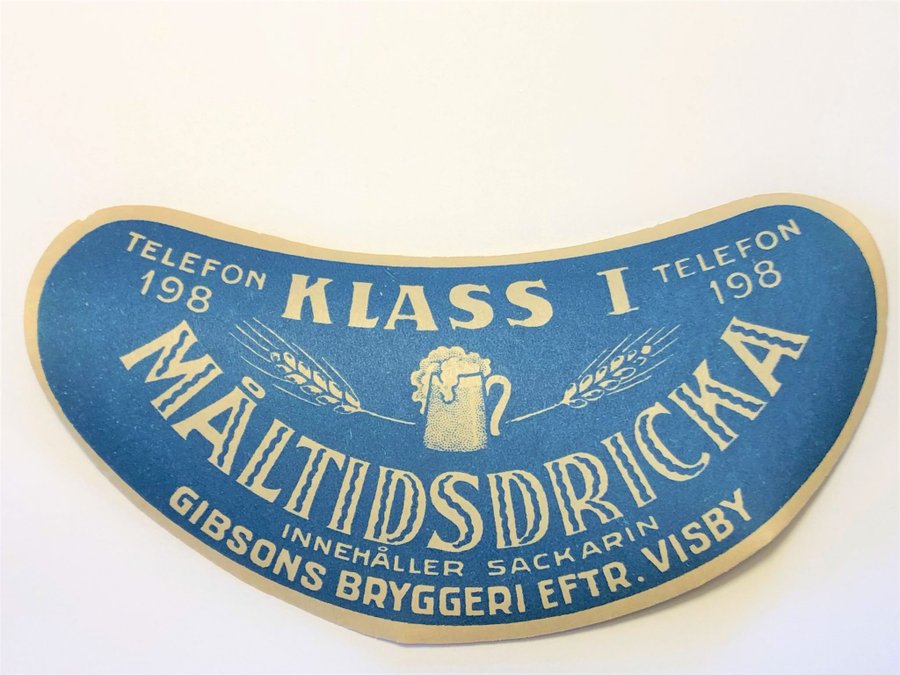 TELEFON 198
KLASS I
TELEFON 198
MÅLTIDSDRICKA
INNEHÅLLER SACKARIN
GIBSONS BRYGGERI EFTR. VISBY